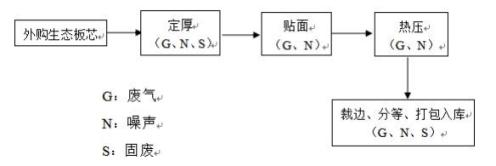 外购生态板芯
定厚
（G、N、S）
贴面
（G、N）
热压
（G、N）
裁边、分等、打包入库
（G、N、S）
G：废气
N：噪声
S：固废